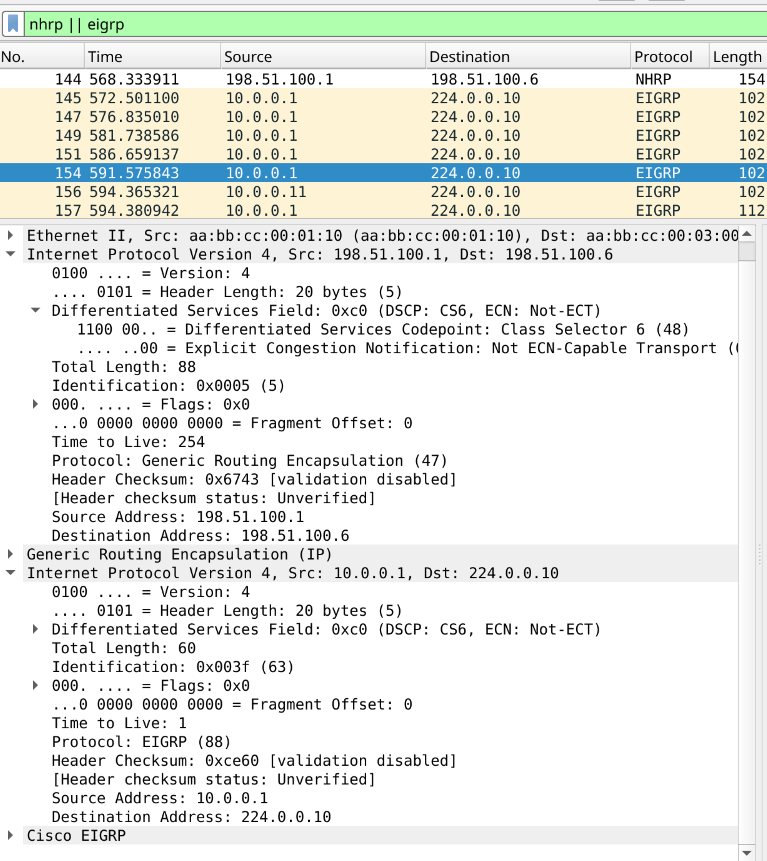 nhrp || eigrp
No. Time Source Destination Protocol Length
144 568.333911 198.51.100.1 198.51.100.6 NHRP 154
145 572.501100 10.0.0.1 224.0.0.10 EIGRP 102
147 576.835010 10.0.0.1 224.0.0.10 EIGRP 102
149 581.738586 10.0.0.1 224.0.0.10 EIGRP 102
151 586.659137 10.0.0.1 224.0.0.10 EIGRP 102
154 591.575843 10.0.0.1 224.0.0.10 EIGRP 102
156 594.365321 10.0.0.11 224.0.0.10 EIGRP 102
157 594.380942 10.0.0.1 224.0.0.10 EIGRP 112
Ethernet II, Src: aa:bb:cc:00:01:10 (aa:bb:cc:00:01:10), Dst: aa:bb:cc:00:03:00
Internet Protocol Version 4, Src: 198.51.100.1, Dst: 198.51.100.6
0100 .... = Version: 4
.... 0101 = Header Length: 20 bytes (5)
Differentiated Services Field: 0xc0 (DSCP: CS6, ECN: Not-ECT)
1100 00.. = Differentiated Services Codepoint: Class Selector 6 (48)
.... ..00 = Explicit Congestion Notification: Not ECN-Capable Transport (
Total Length: 88
Identification: 0x0005 (5)
000. .... = Flags: 0x0
...0 0000 0000 0000 = Fragment Offset: 0
Time to Live: 254
Protocol: Generic Routing Encapsulation (47)
Header Checksum: 0x6743 [validation disabled]
[Header checksum status: Unverified]
Source Address: 198.51.100.1
Destination Address: 198.51.100.6
Generic Routing Encapsulation (IP)
Internet Protocol Version 4, Src: 10.0.0.1, Dst: 224.0.0.10
0100 .... = Version: 4
.... 0101 = Header Length: 20 bytes (5)
Differentiated Services Field: 0xc0 (DSCP: CS6, ECN: Not-ECT)
Total Length: 60
Identification: 0x003f (63)
000. .... = Flags: 0x0
...0 0000 0000 0000 = Fragment Offset: 0
Time to Live: 1
Protocol: EIGRP (88)
Header Checksum: 0xce60 [validation disabled]
[Header checksum status: Unverified]
Source Address: 10.0.0.1
Destination Address: 224.0.0.10
Cisco EIGRP